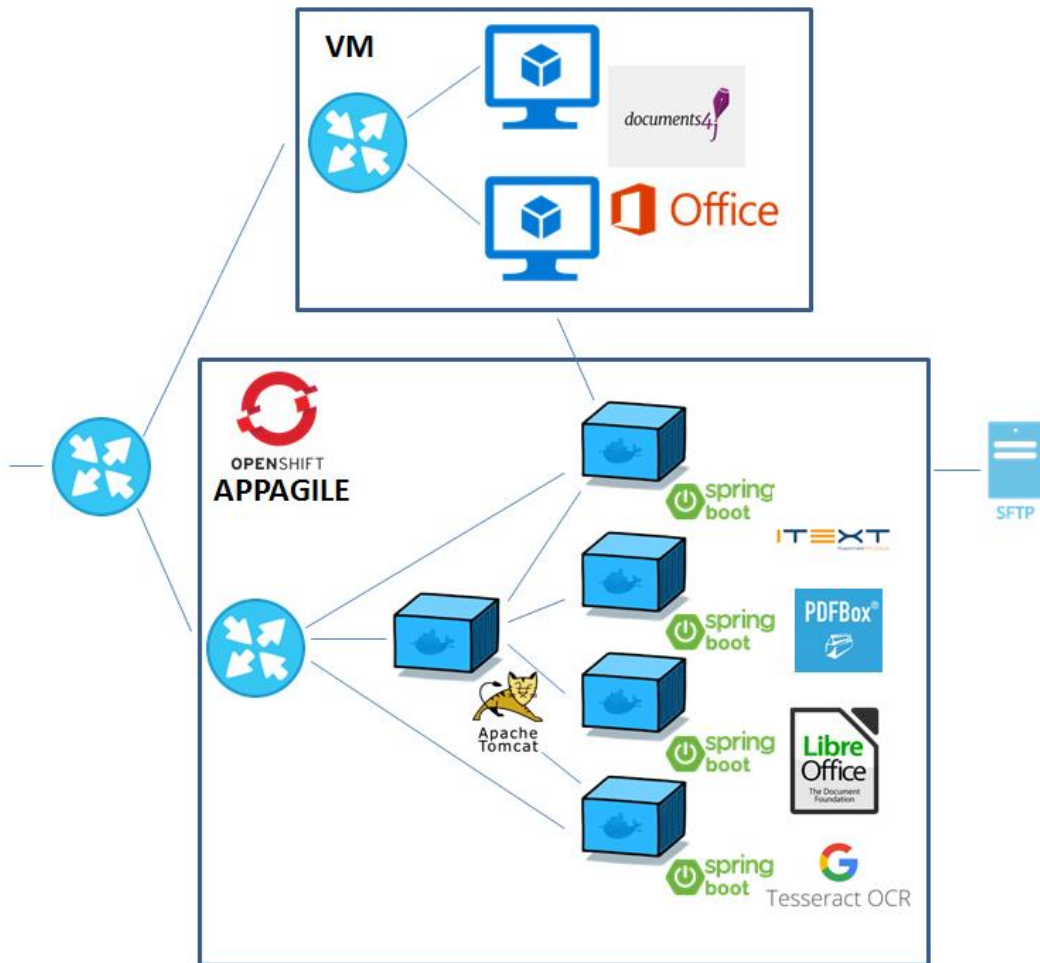 VM
documents4j
Office
OPENSHIFT
APPAGILE
spring
boot
SFTP
iTEXT
spring
boot
PDFBox®
Apache
Tomcat
spring
boot
Libre
Office
The Document
Foundation
spring
boot
G
Tesseract OCR